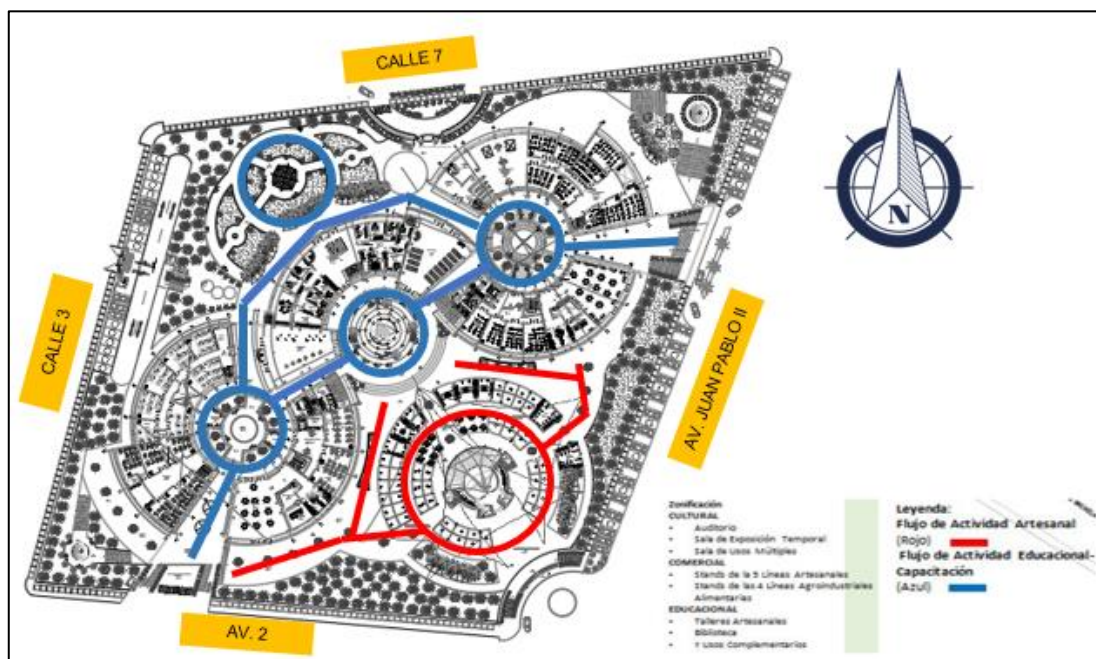 CALLE 7
N
CALLE 3
AV. JUAN PABLO II
AV. 2
Zonificación
CULTURAL
• Auditorio
• Sala de Exposición Temporal
• Sala de Usos Múltiples
COMERCIAL
• Stands de la 5 Líneas Artesanales
• Stands de las 4 Líneas Agroindustriales
Alimentarias
EDUCACIONAL
• Talleres Artesanales
• Biblioteca
• Y Usos Complementarios
Leyenda:
Flujo de Actividad Artesanal
(Rojo)
Flujo de Actividad Educacional-
Capacitación
(Azul)